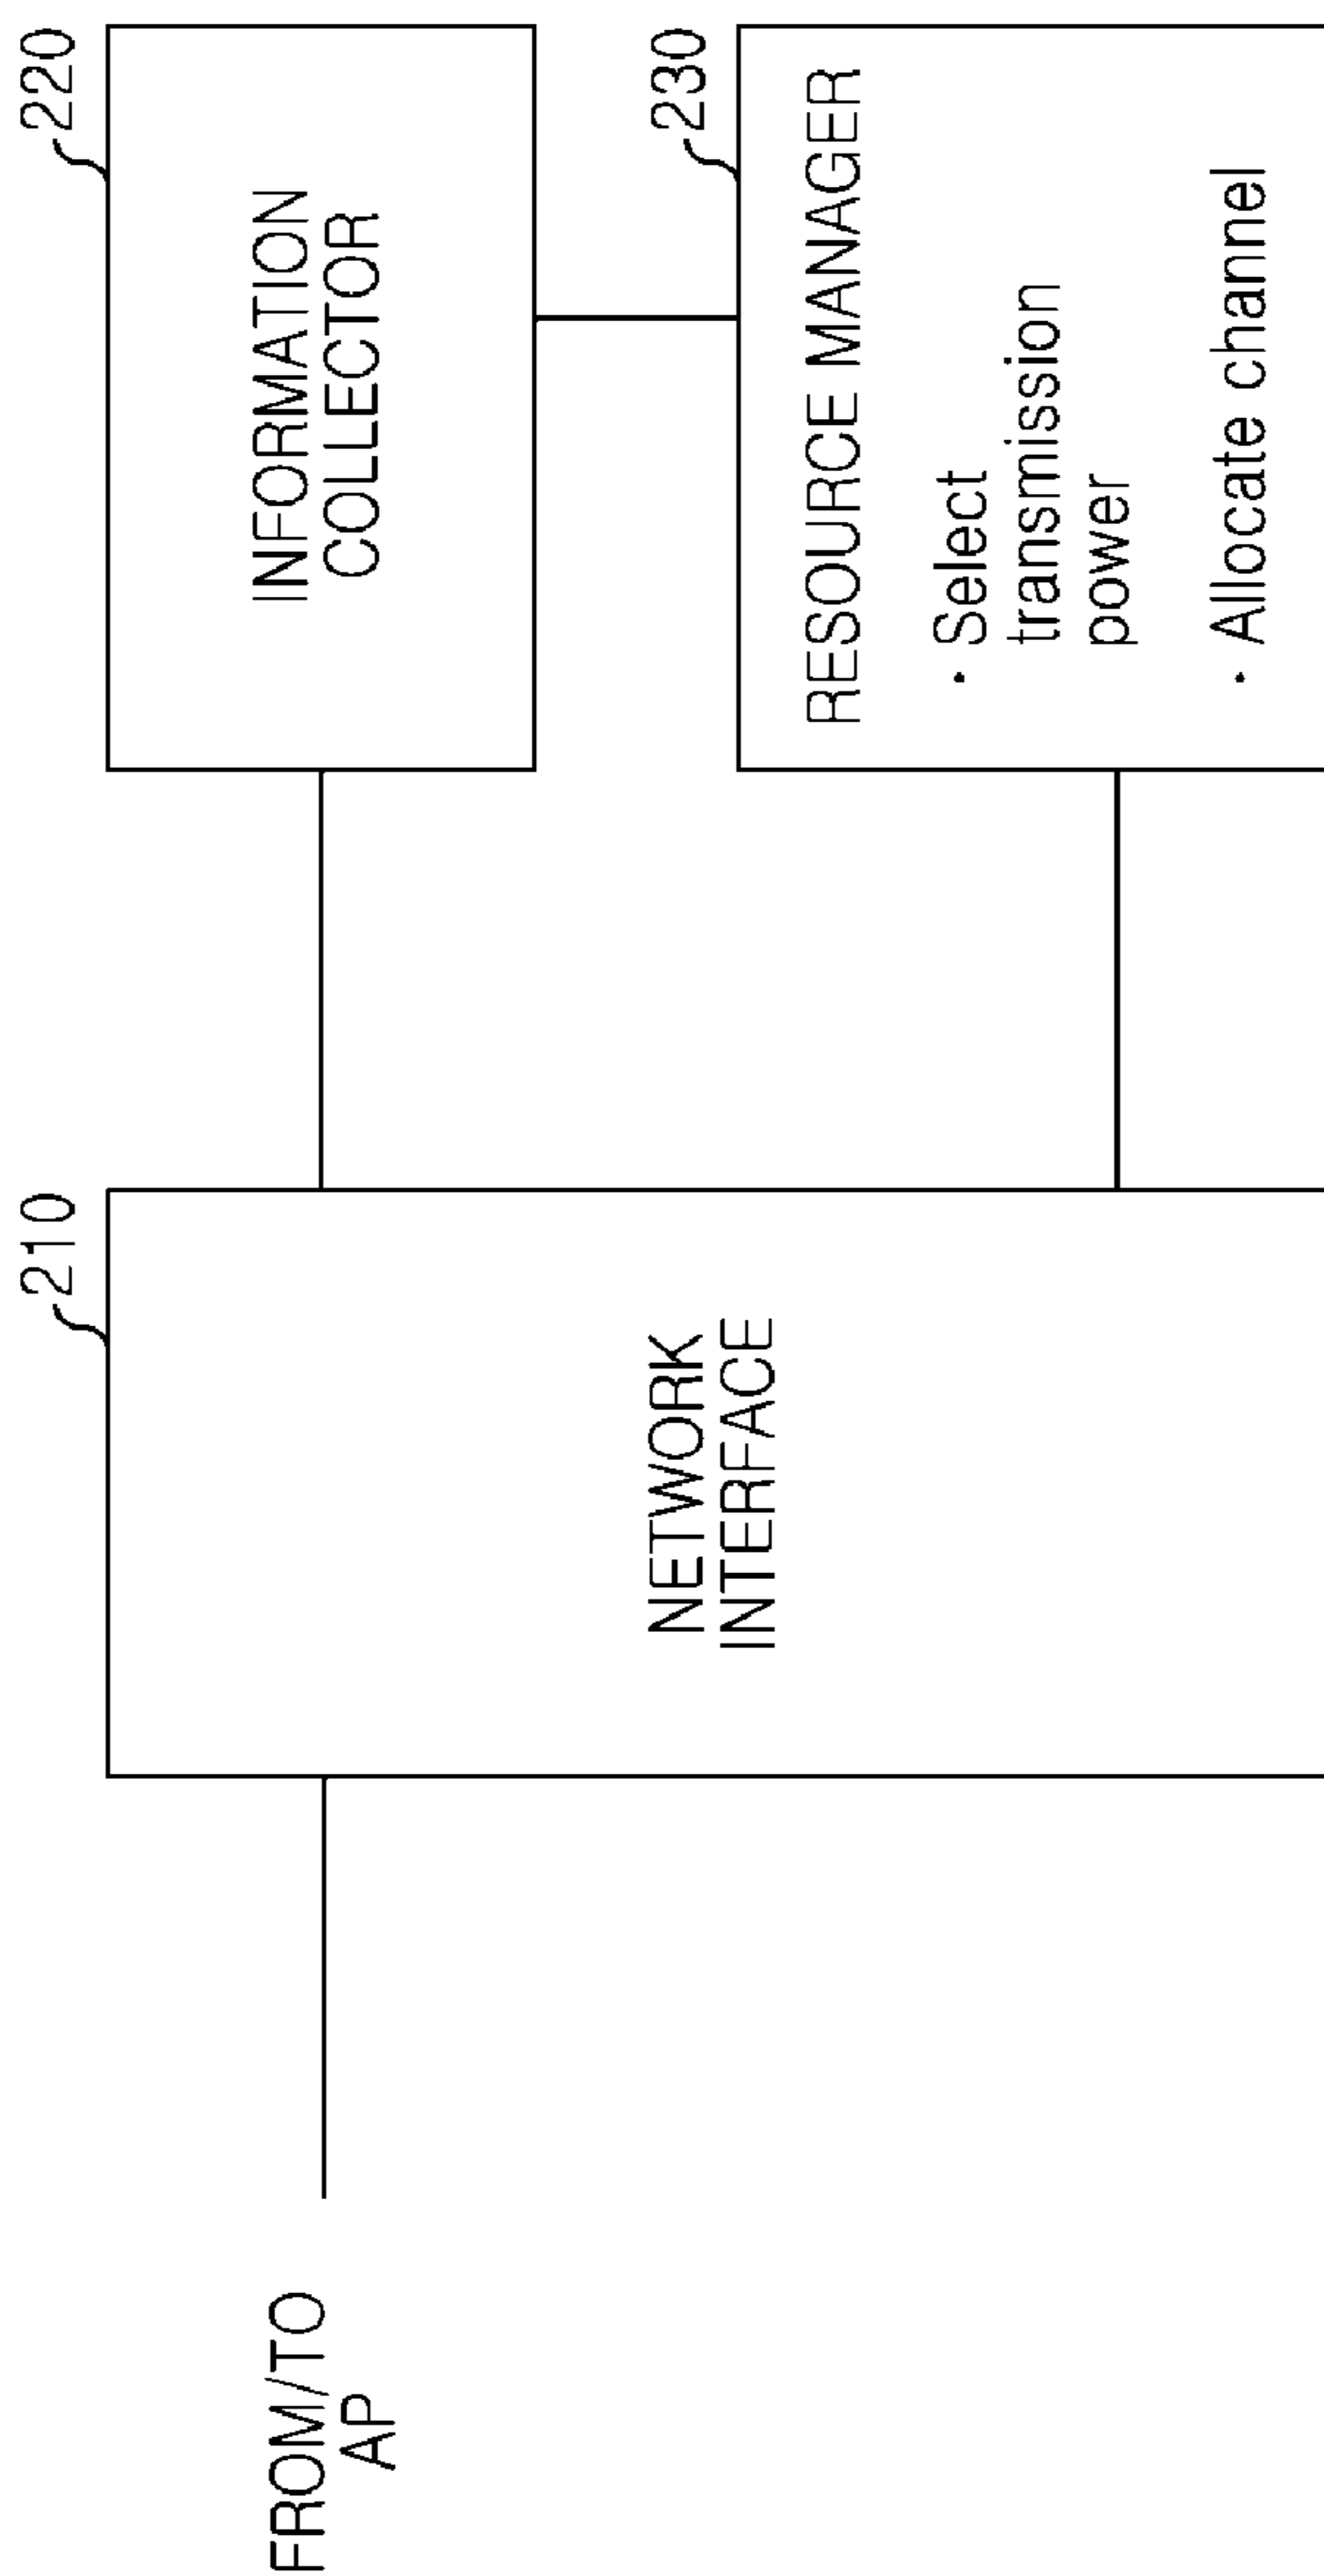 FROM/TO
AP
210
NETWORK
INTERFACE
220
INFORMATION
COLLECTOR
230
RESOURCE MANAGER
· Select
transmission
power
· Allocate channel